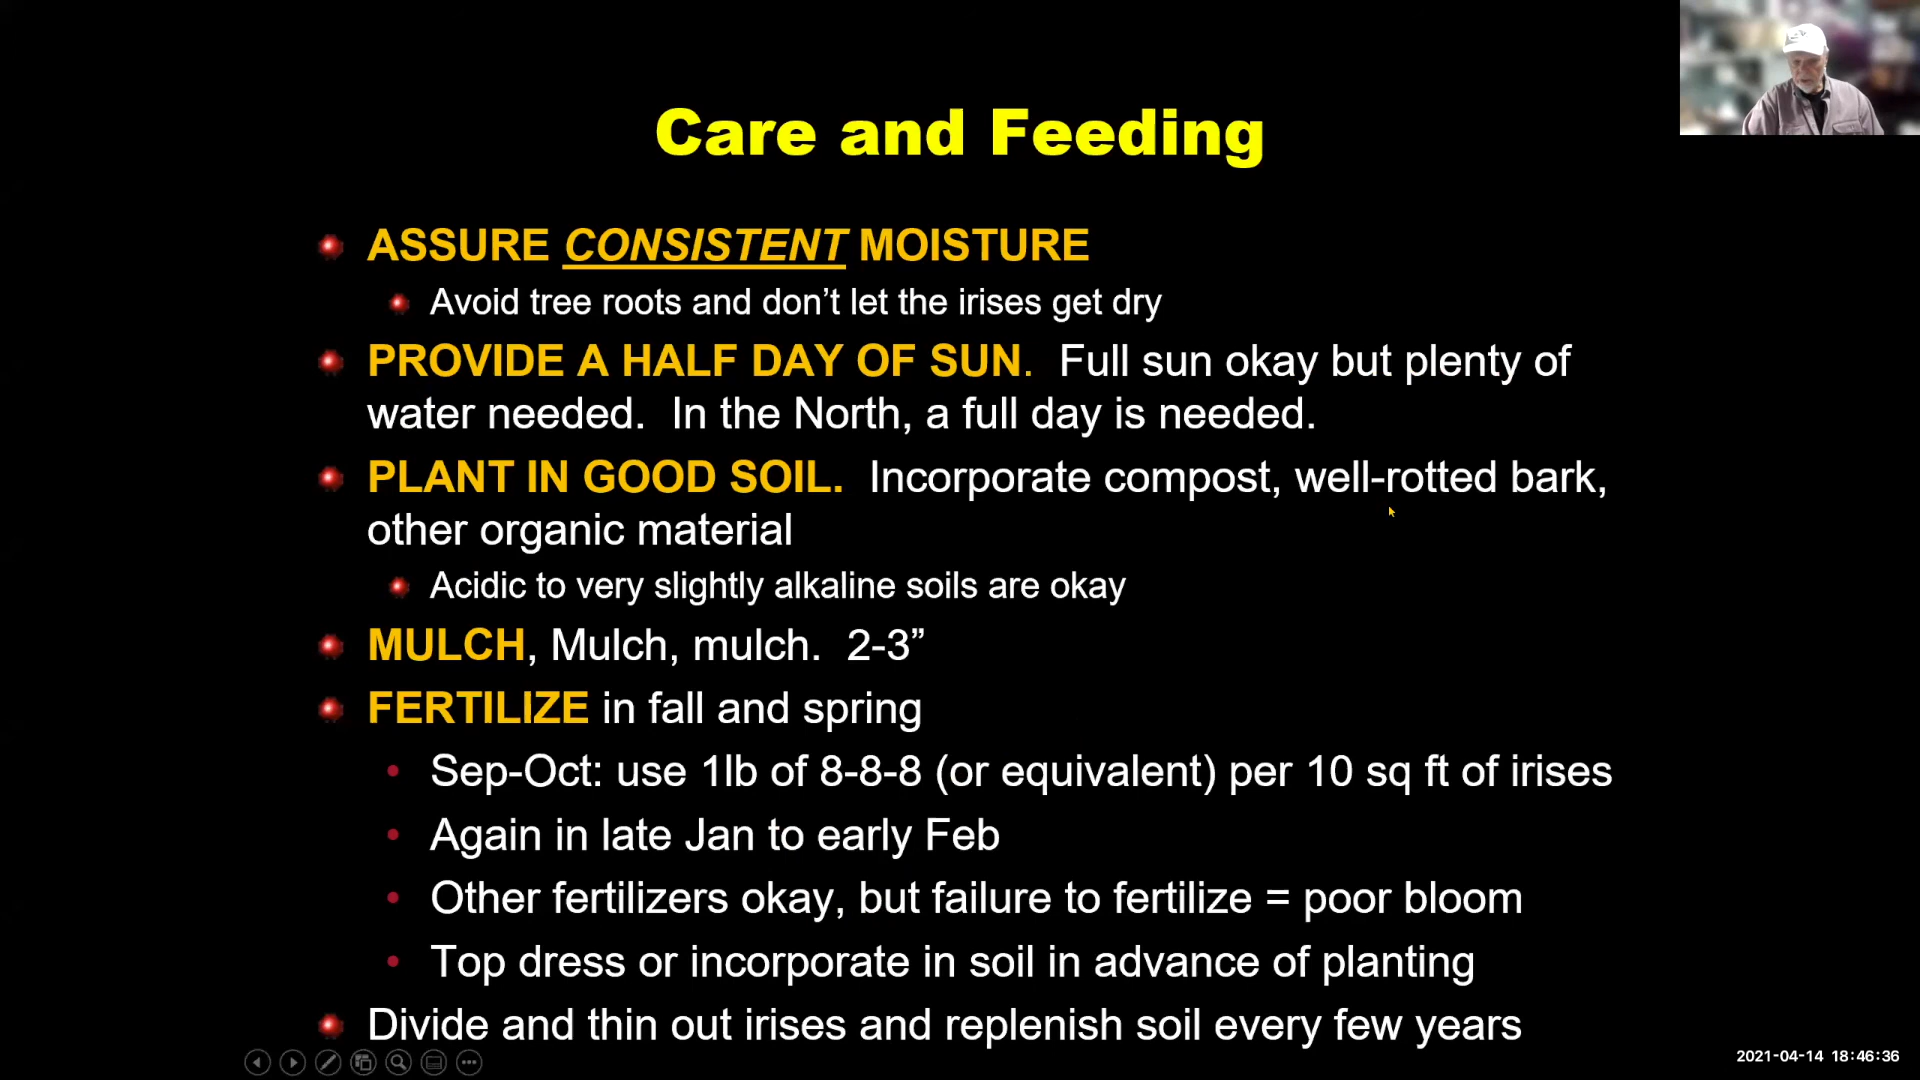 Care and Feeding
ASSURE CONSISTENT MOISTURE
Avoid tree roots and don’t let the irises get dry
PROVIDE A HALF DAY OF SUN. Full sun okay but plenty of
water needed. In the North, a full day is needed.
PLANT IN GOOD SOIL. Incorporate compost, well-rotted bark,
other organic material
Acidic to very slightly alkaline soils are okay
MULCH, Mulch, mulch. 2-3”
FERTILIZE in fall and spring
Sep-Oct: use 1lb of 8-8-8 (or equivalent) per 10 sq ft of irises
Again in late Jan to early Feb
Other fertilizers okay, but failure to fertilize = poor bloom
Top dress or incorporate in soil in advance of planting
Divide and thin out irises and replenish soil every few years
2021-04-14 18:46:36